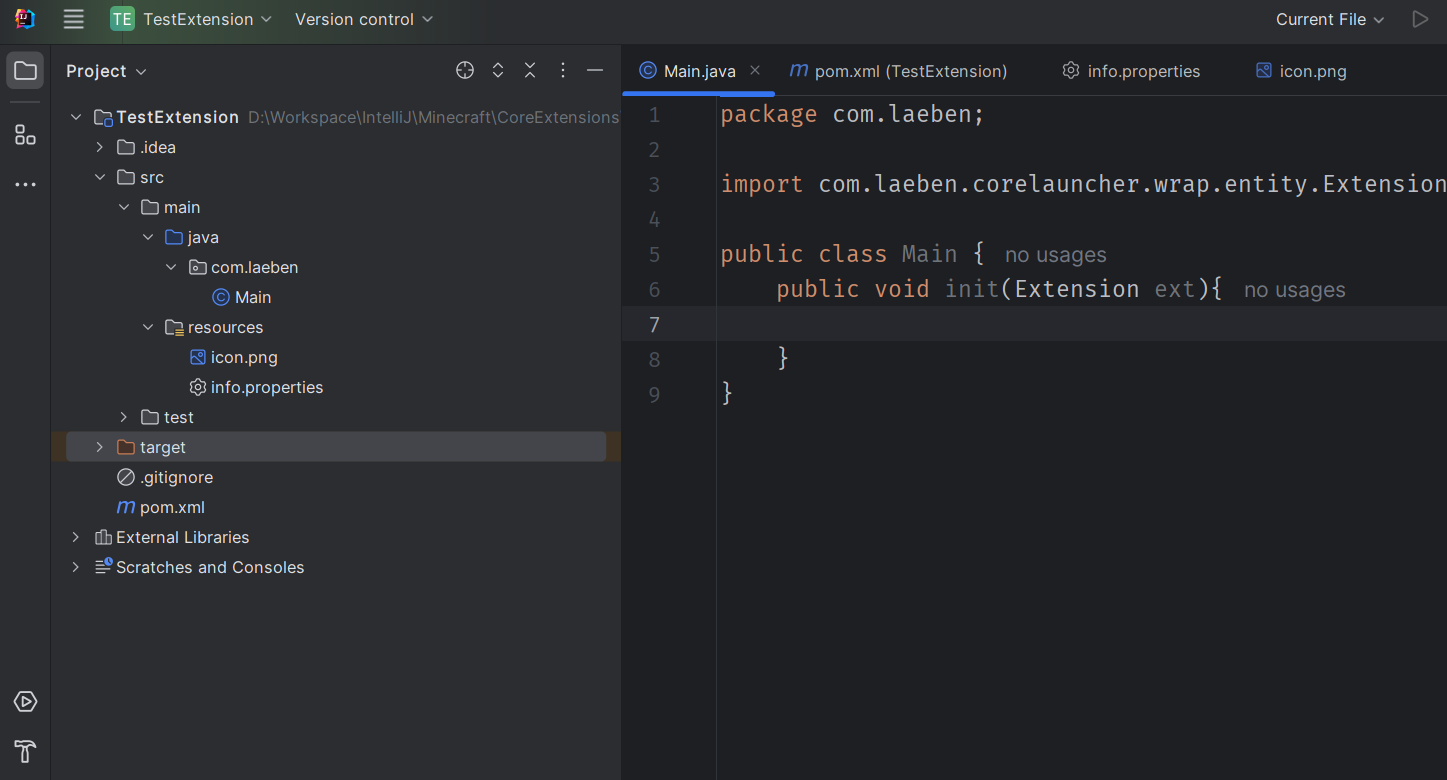 TE TestExtension Version control Current File
Project
Main.java
pom.xml (TestExtension)
info.properties
icon.png
TestExtension D:\Workspace\IntelliJ\Minecraft\CoreExtensions
.idea
src
main
java
com.laeben
Main
resources
icon.png
info.properties
test
target
.gitignore
pom.xml
External Libraries
Scratches and Consoles
1 package com.laeben;
2
3 import com.laeben.corelauncher.wrap.entity.Extension
4
5 public class Main { no usages
6 public void init(Extension ext){ no usages
7
8 }
9 }